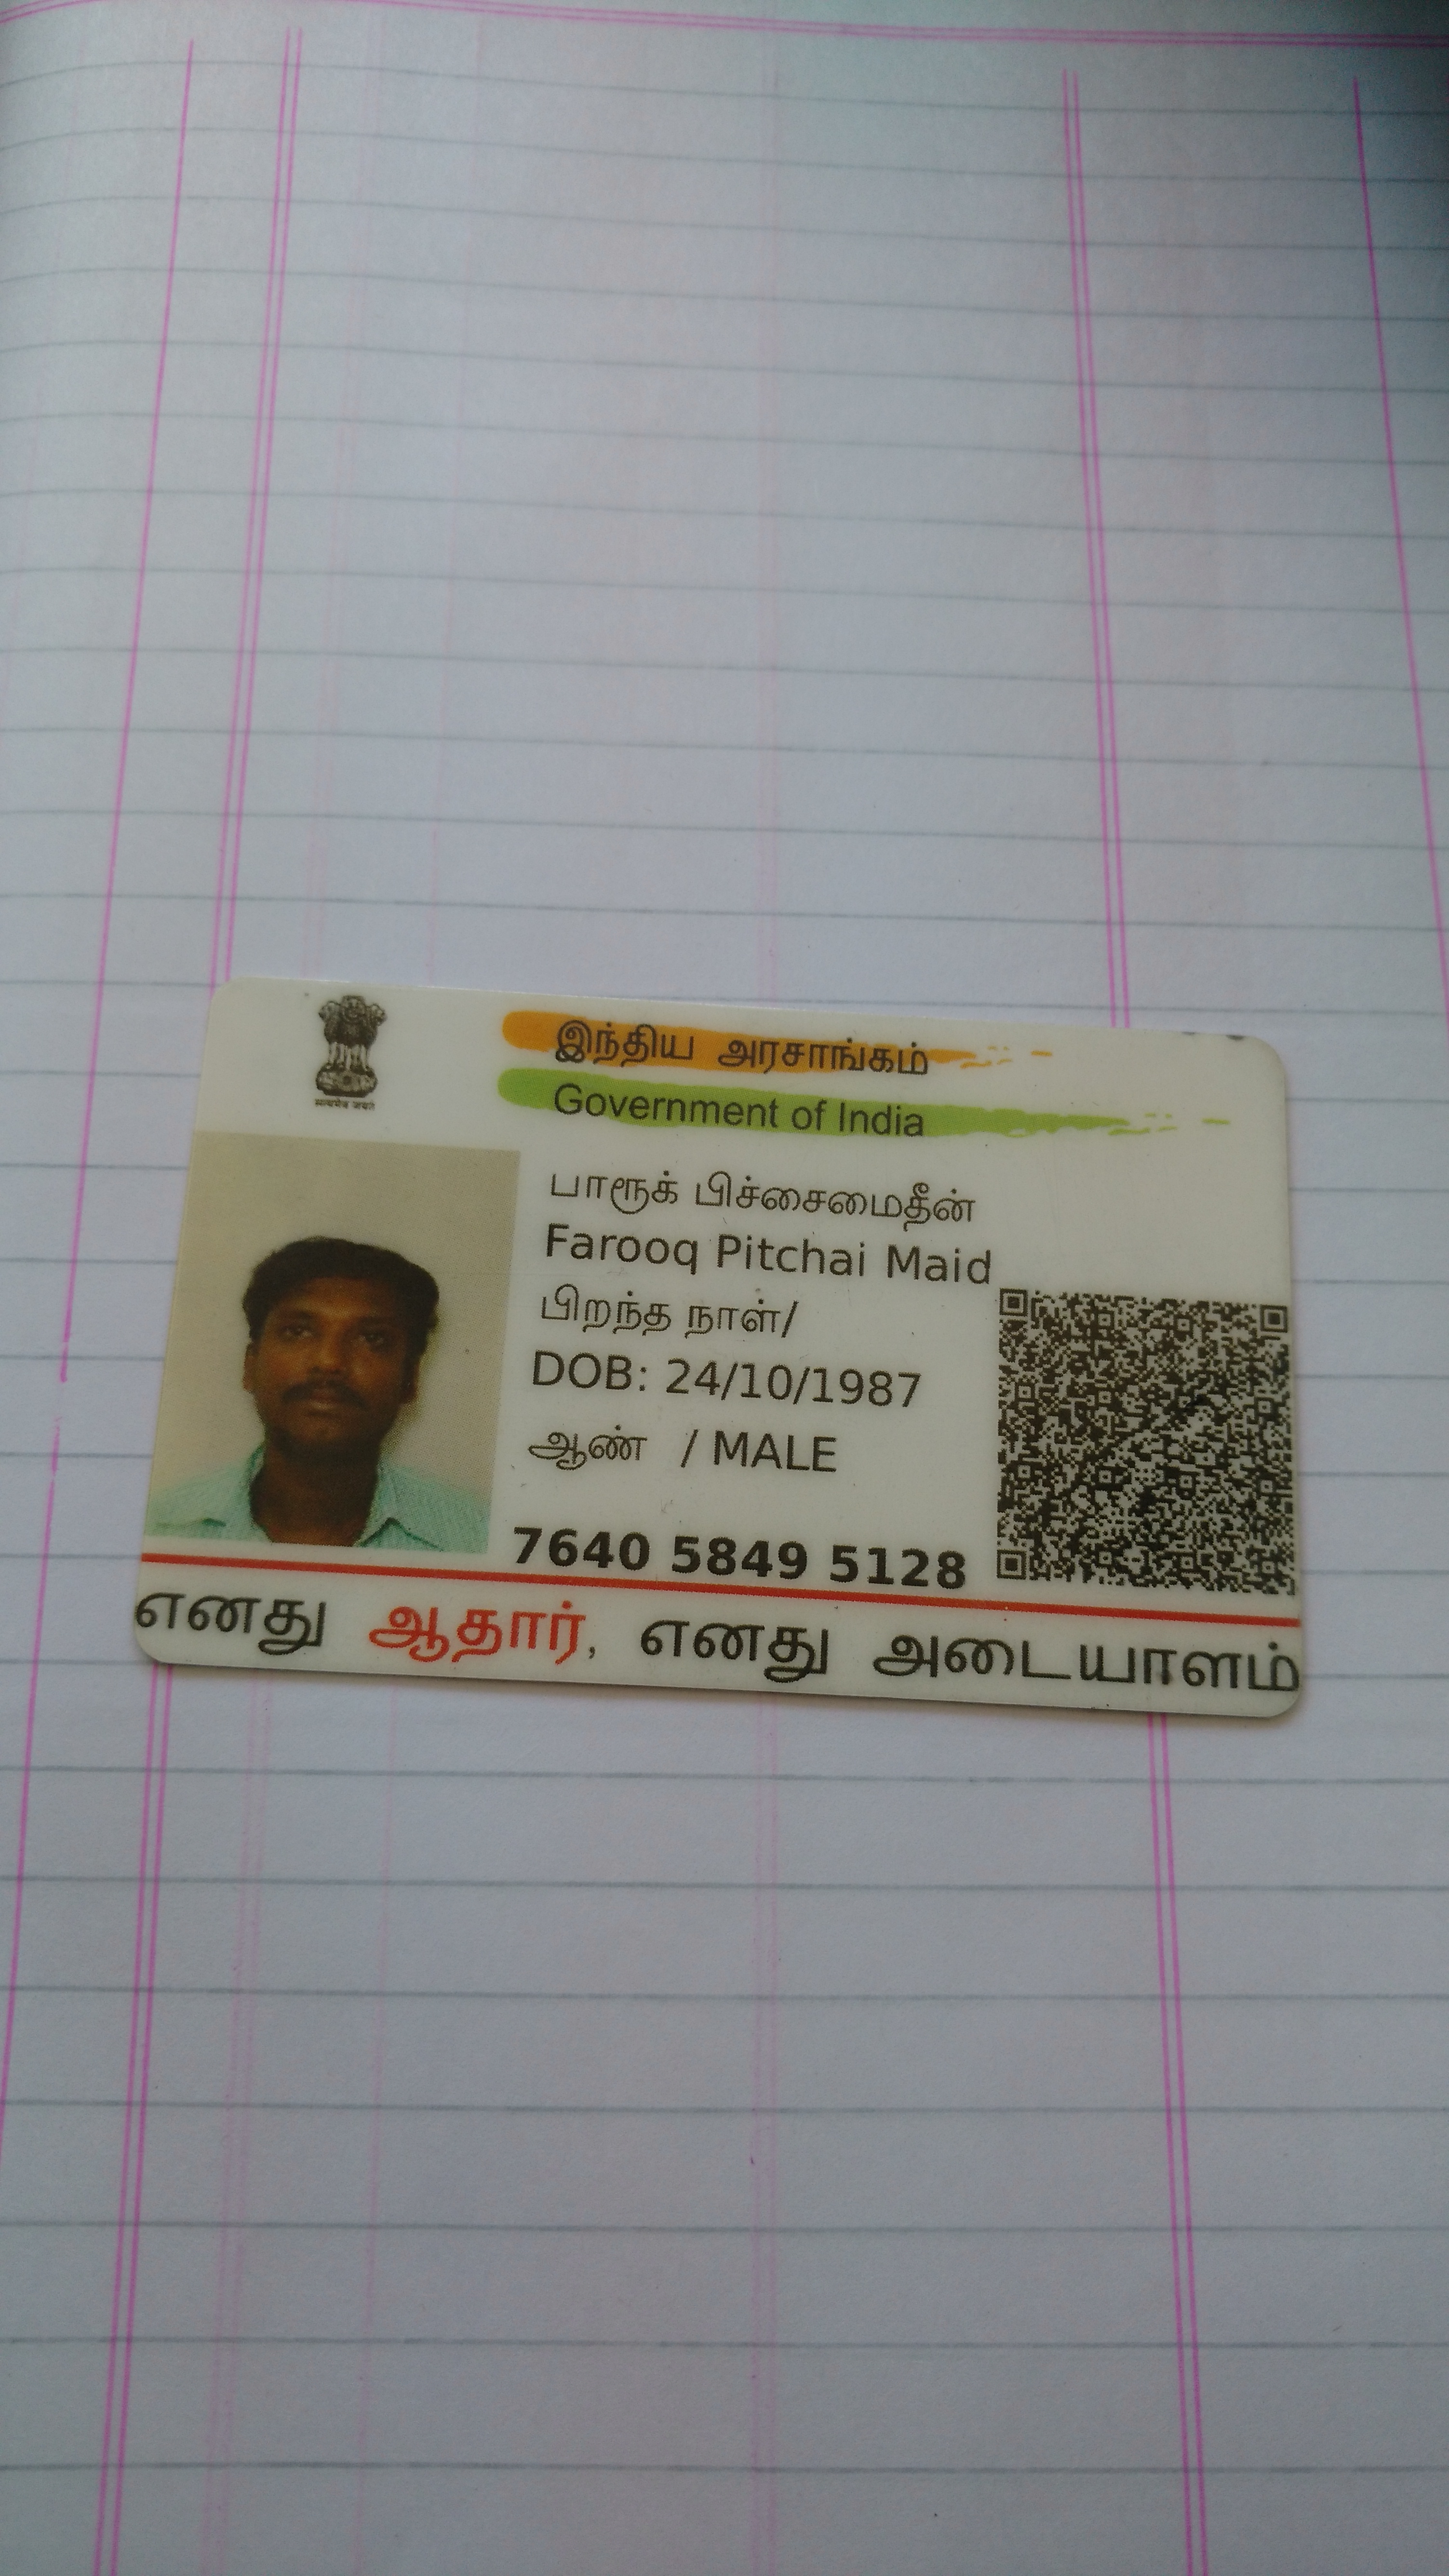 सत्यमेव जयते
இந்திய அரசாங்கம்
Government of India
பாரூக் பிச்சைமைதீன்
Farooq Pitchai Maid
பிறந்த நாள்/
DOB: 24/10/1987
ஆண் / MALE
7640 5849 5128
எனது ஆதார், எனது அடையாளம்